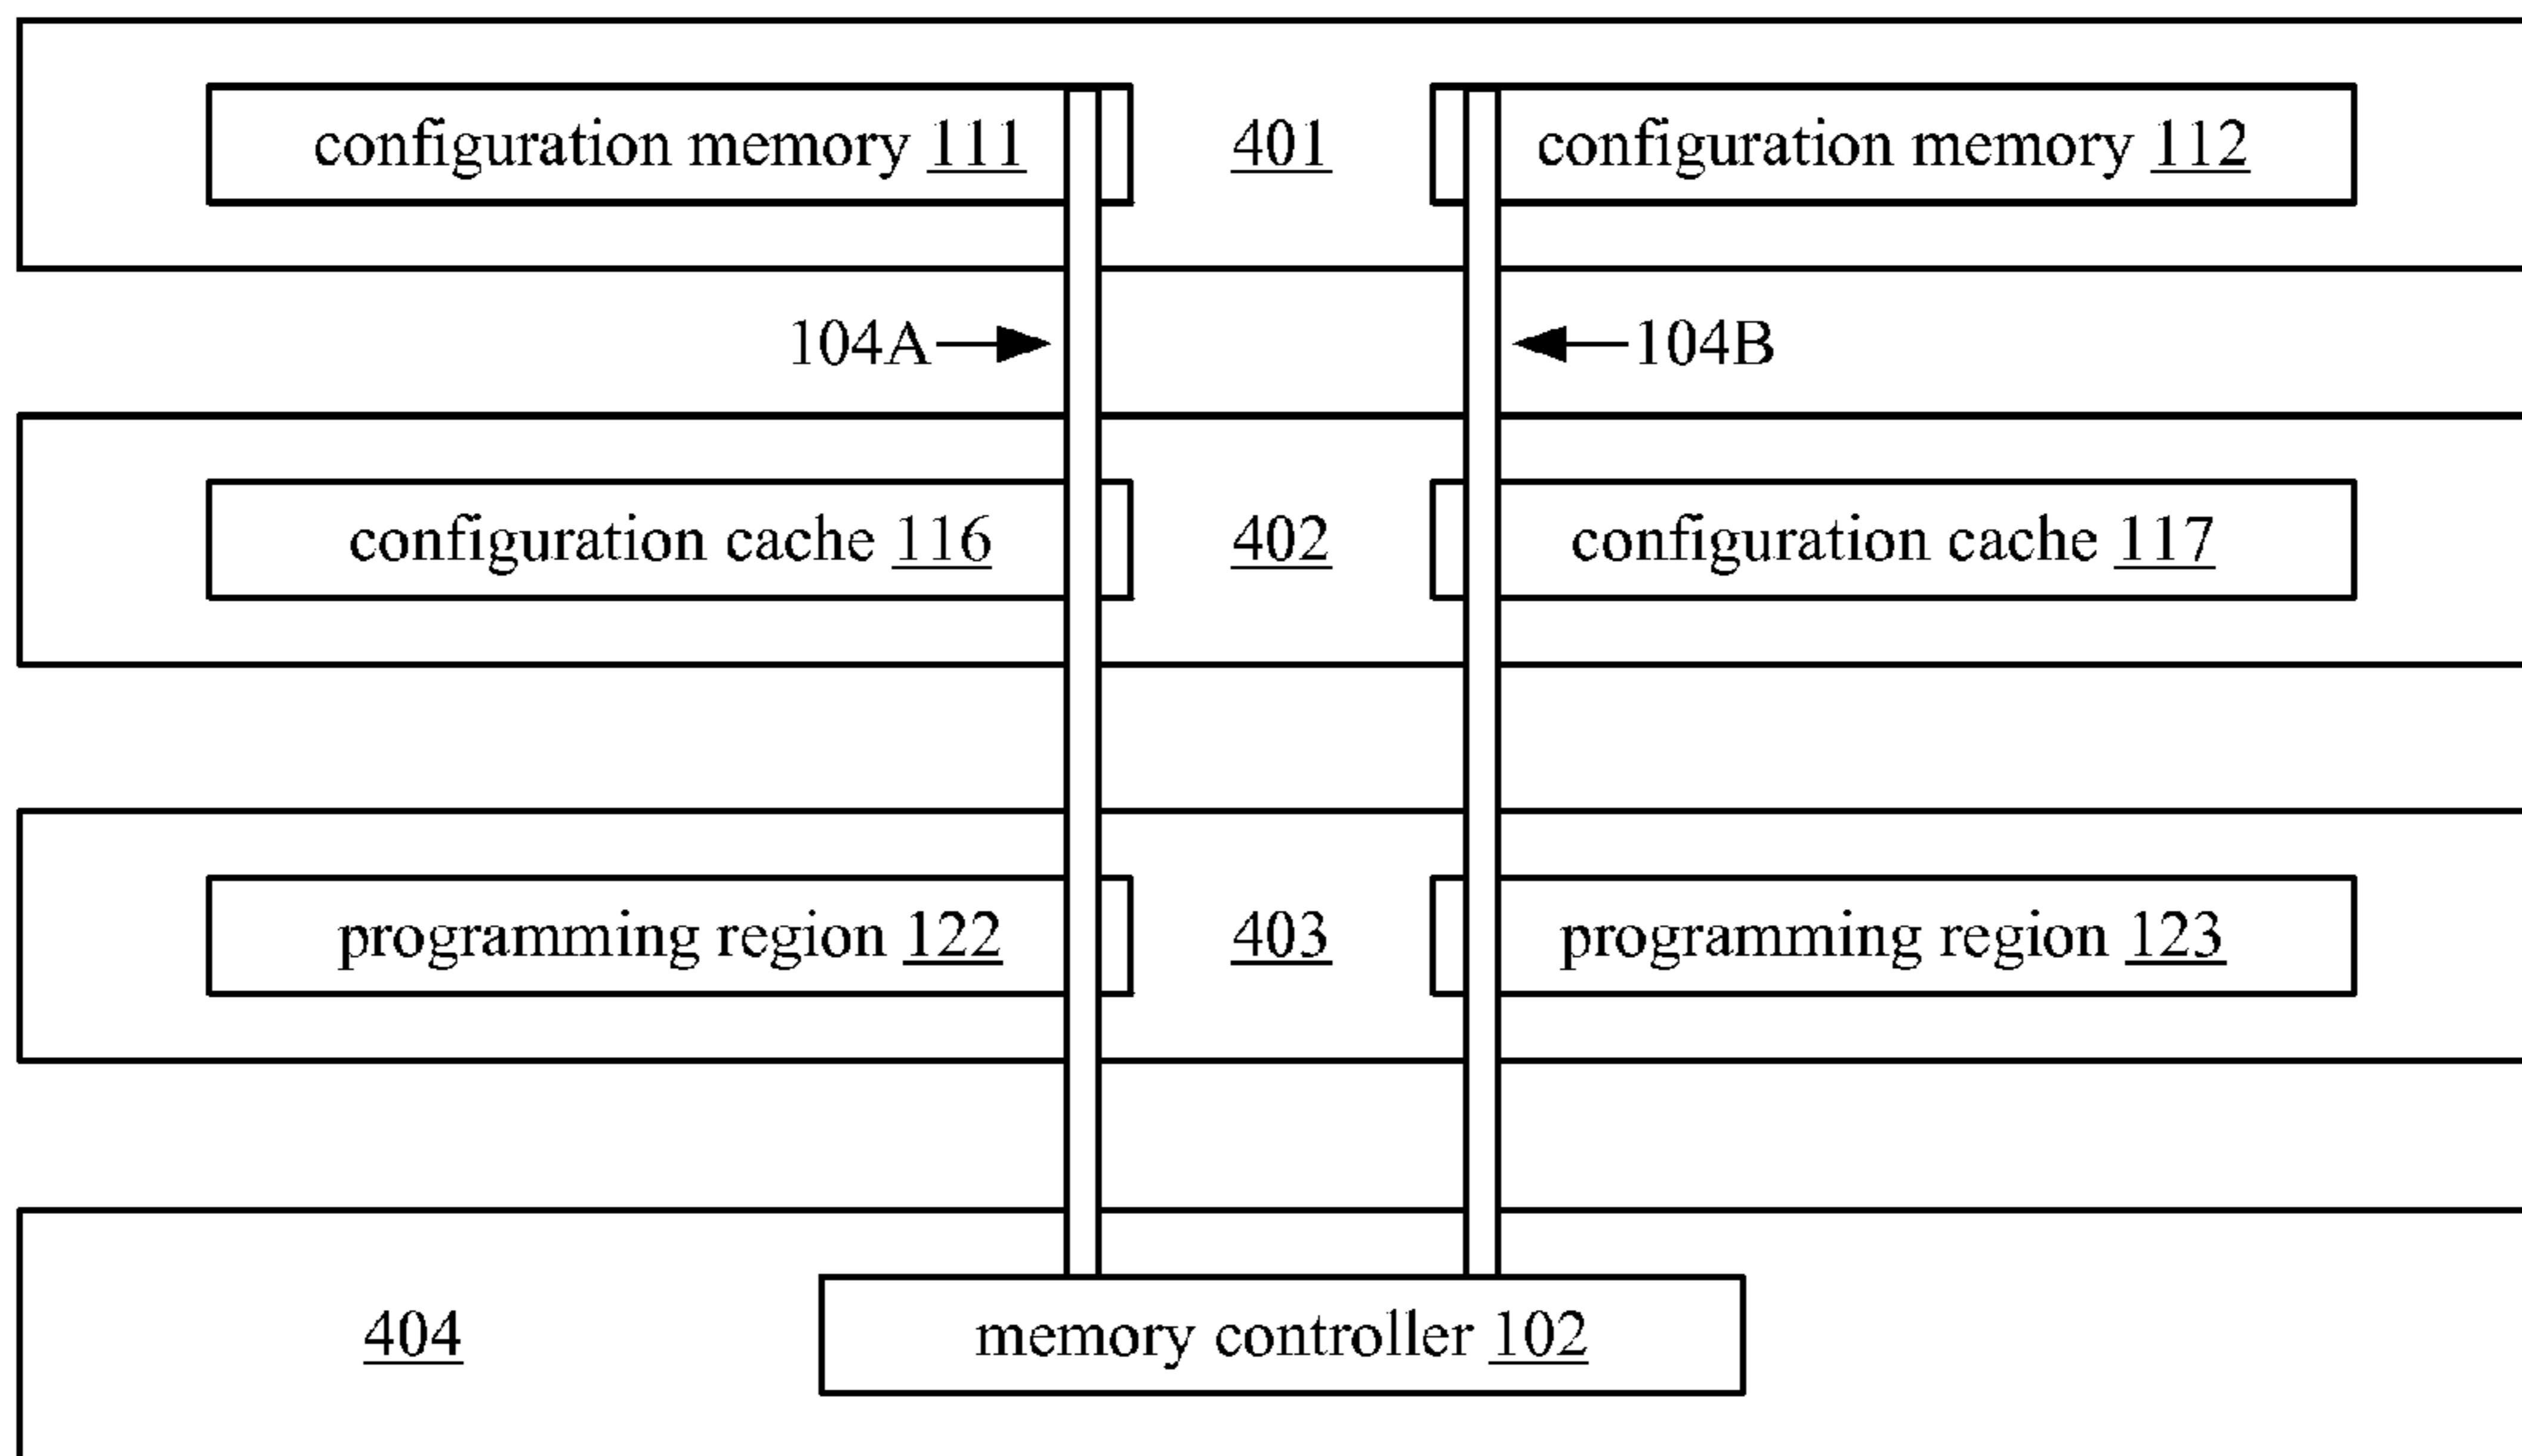 configuration memory 111 401 configuration memory 112
104A 104B
configuration cache 116 402 configuration cache 117
programming region 122 403 programming region 123
404 memory controller 102